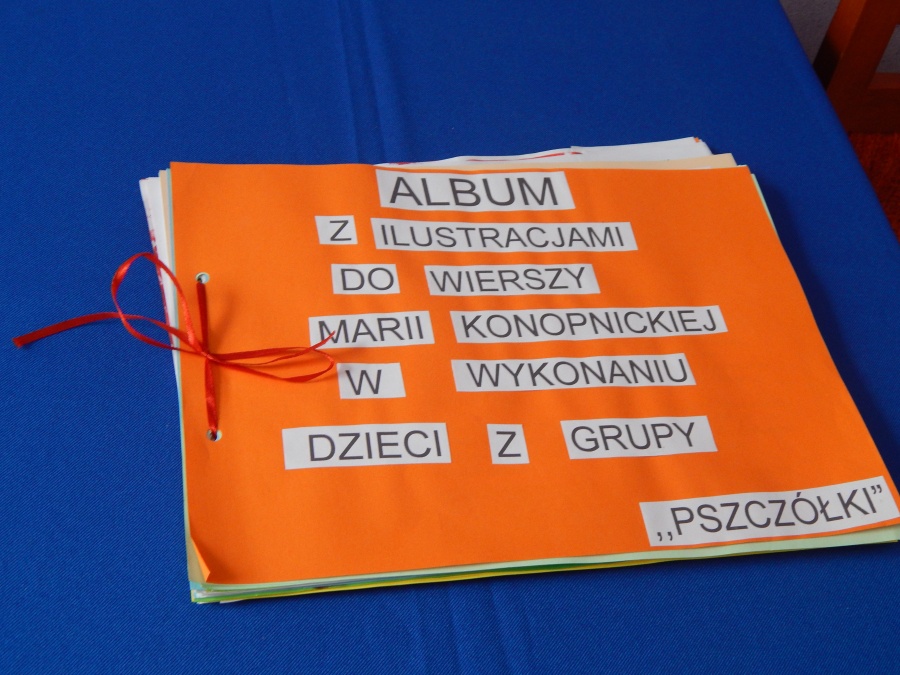 ALBUM
Z ILUSTRACJAMI
DO WIERSZY
MARII KONOPNICKIEJ
W WYKONANIU
DZIECI Z GRUPY
,,PSZCZÓŁKI”